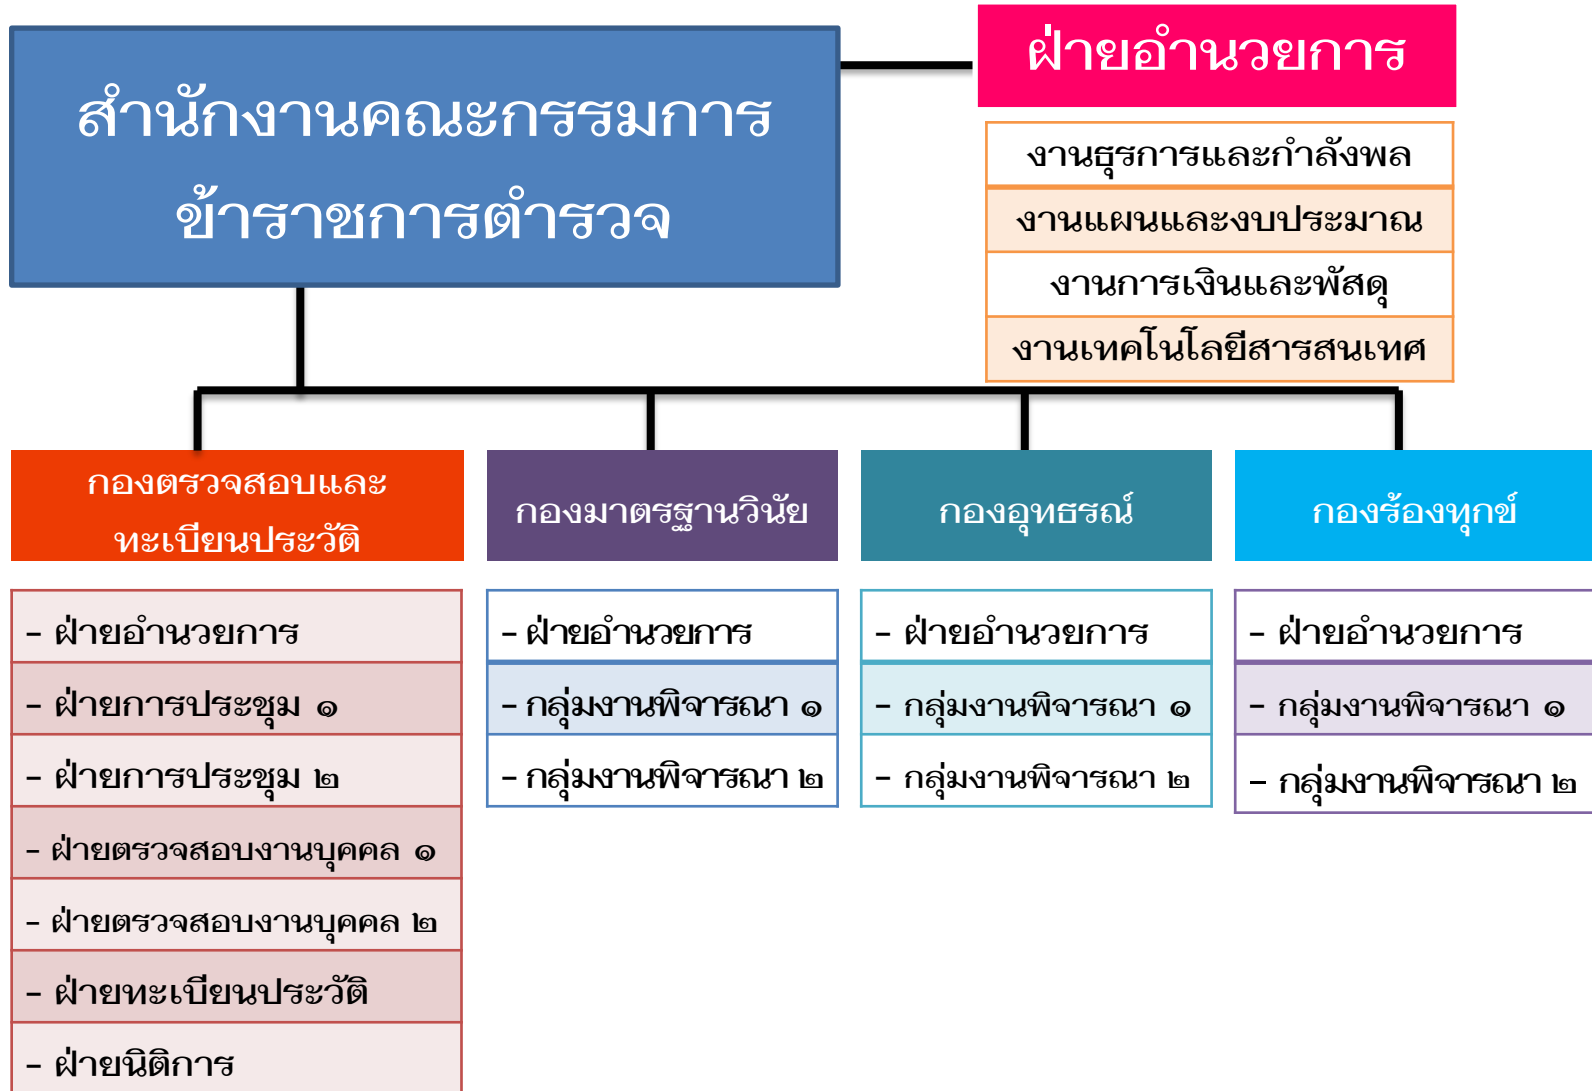 สำนักงานคณะกรรมการ
ข้าราชการตำรวจ
ฝ่ายอำนวยการ
งานธุรการและกำลังพล
งานแผนและงบประมาณ
งานการเงินและพัสดุ
งานเทคโนโลยีสารสนเทศ
กองตรวจสอบและ
ทะเบียนประวัติ
- ฝ่ายอำนวยการ
- ฝ่ายการประชุม ๑
- ฝ่ายการประชุม ๒
- ฝ่ายตรวจสอบงานบุคคล ๑
- ฝ่ายตรวจสอบงานบุคคล ๒
- ฝ่ายทะเบียนประวัติ
- ฝ่ายนิติการ
กองมาตรฐานวินัย
- ฝ่ายอำนวยการ
- กลุ่มงานพิจารณา ๑
- กลุ่มงานพิจารณา ๒
กองอุทธรณ์
- ฝ่ายอำนวยการ
- กลุ่มงานพิจารณา ๑
- กลุ่มงานพิจารณา ๒
กองร้องทุกข์
- ฝ่ายอำนวยการ
- กลุ่มงานพิจารณา ๑
- กลุ่มงานพิจารณา ๒